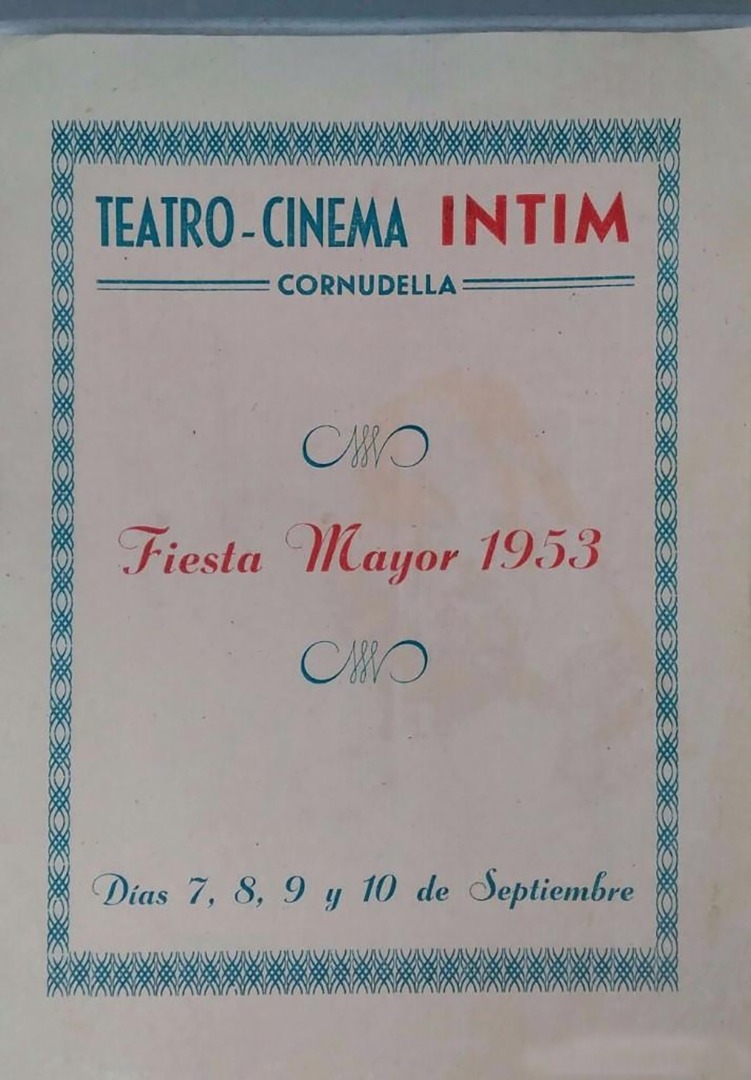 TEATRO-CINEMA INTIM
CORNUDELLA
Fiesta Mayor 1953
Días 7, 8, 9 y 10 de Septiembre